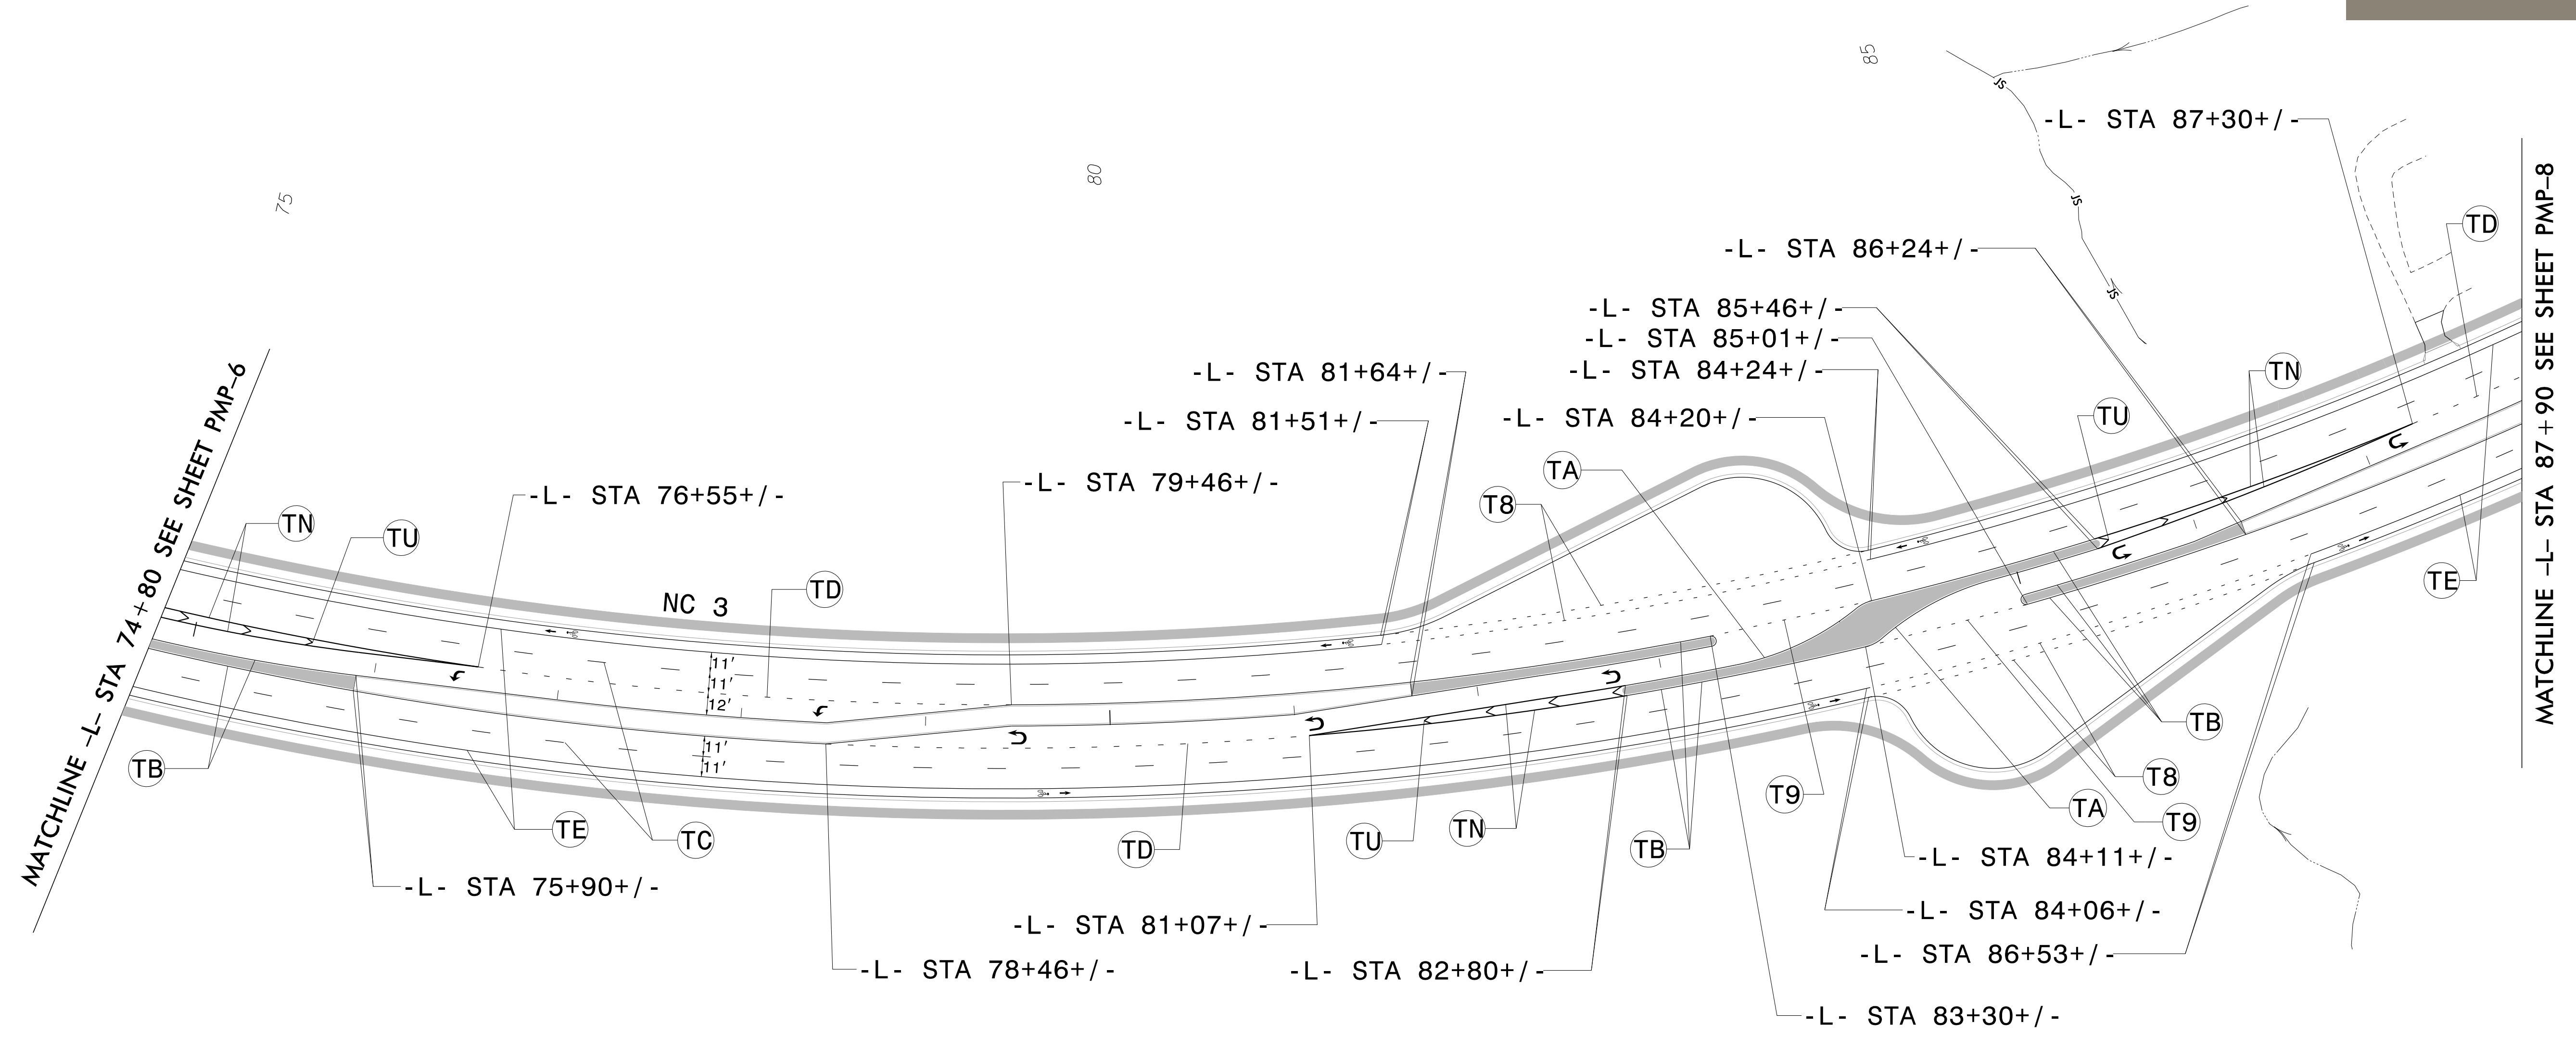 85
JS
-L- STA 87+30+/-
80
75
JS
TD
-L- STA 86+24+/-
JS
-L- STA 85+46+/-
-L- STA 85+01+/-
-L- STA 84+24+/-
-L- STA 81+64+/-
TN
-L- STA 84+20+/-
-L- STA 81+51+/-
TU
TA
-L- STA 79+46+/-
-L- STA 76+55+/-
T8
TN
TU
MATCHLINE -L- STA 74+80 SEE SHEET PMP-6
MATCHLINE -L- STA 87+90 SEE SHEET PMP-8
TD
NC 3
TE
11'
11'
12'
TB
11'
11'
TB
T8
T9
TA
T9
TE
TC
TD
TU
TN
TB
-L- STA 84+11+/-
-L- STA 75+90+/-
-L- STA 84+06+/-
-L- STA 81+07+/-
-L- STA 86+53+/-
-L- STA 78+46+/-
-L- STA 82+80+/-
-L- STA 83+30+/-